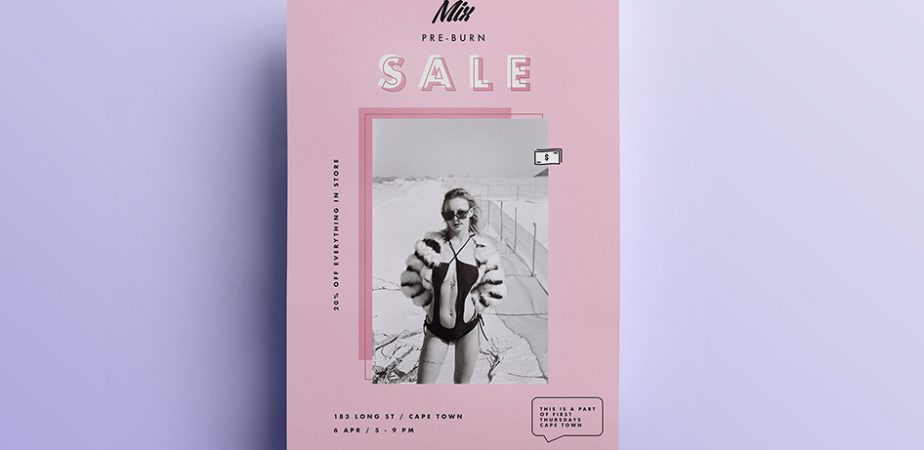 Mix
PRE-BURN
SALE
$
20% OFF EVERYTHING IN STORE
183 LONG ST / CAPE TOWN
6 APR / 5 - 9 PM
THIS IS A PART
OF FIRST
THURSDAYS
CAPE TOWN